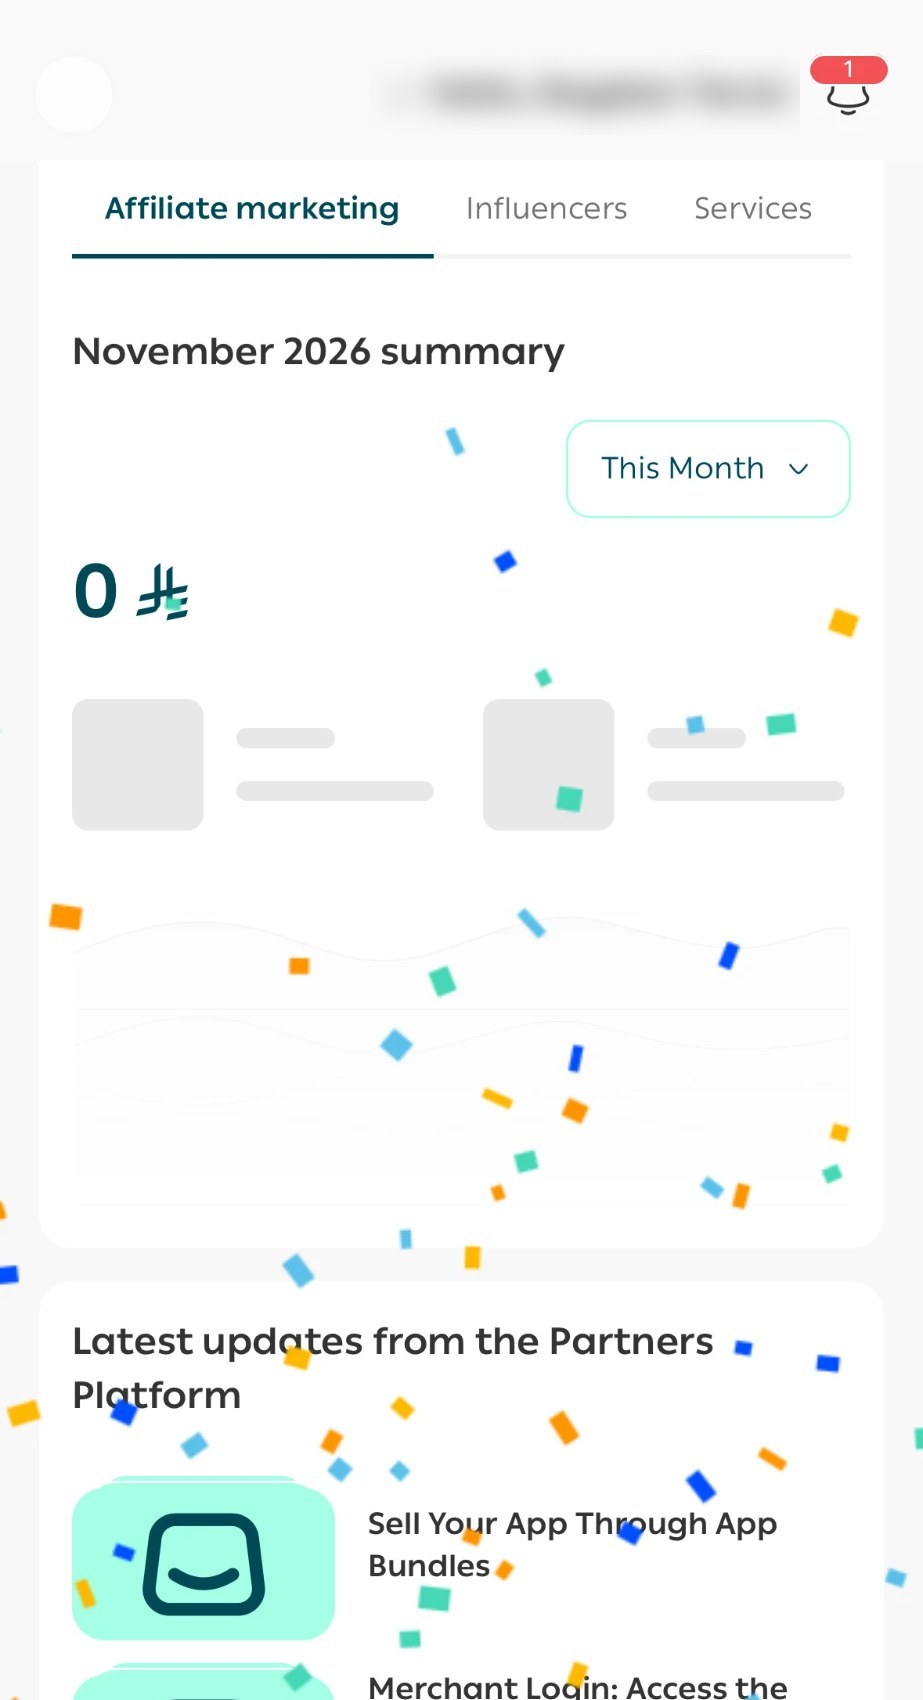 1
Affiliate marketing
Influencers
Services
November 2026 summary
This Month
0 ⃁
Latest updates from the Partners
Platform
Sell Your App Through App
Bundles
Merchant Login: Access the